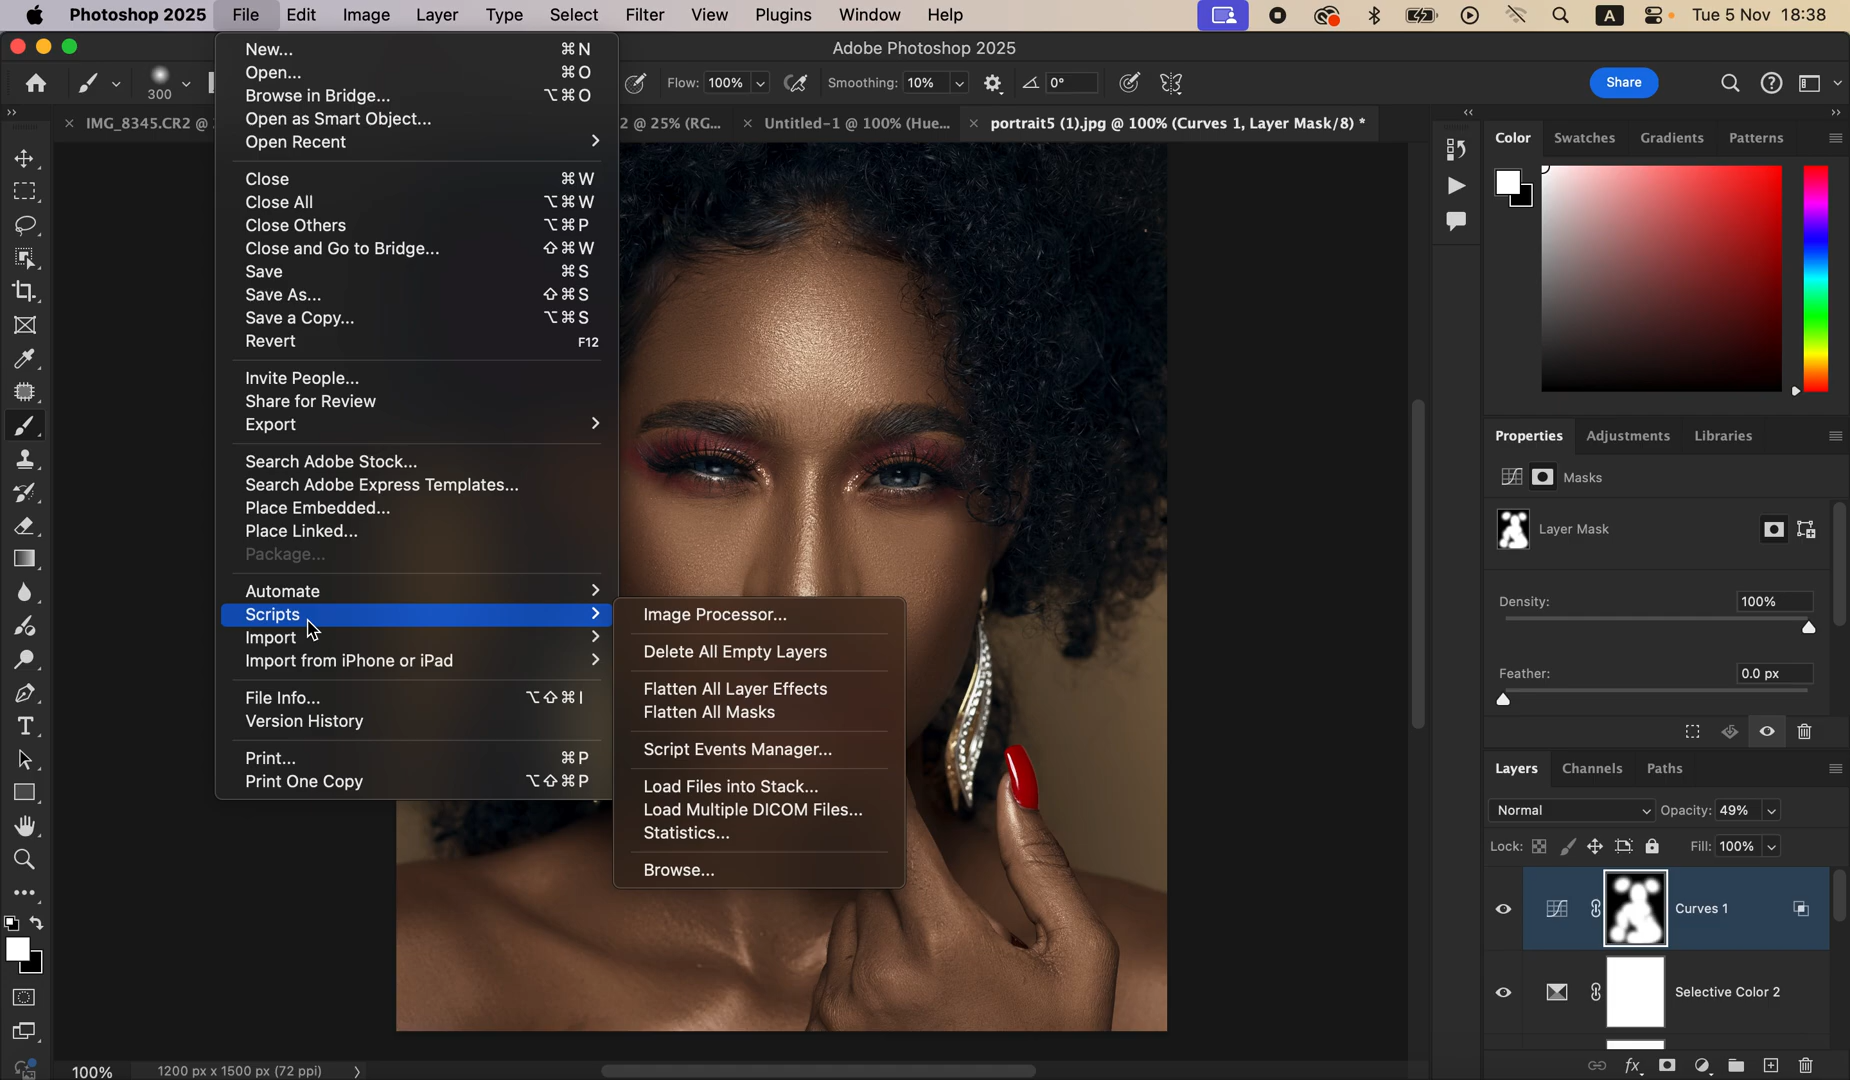 Photoshop 2025 File Edit Image Layer Type Select Filter View Plugins Window Help A Tue 5 Nov 18:38
Adobe Photoshop 2025
300 Flow: 100% Smoothing: 10% 0° Share
× IMG_8345.CR2 @ 2 @ 25% (RG... × Untitled-1 @ 100% (Hue... × portrait5 (1).jpg @ 100% (Curves 1, Layer Mask/8) *
New... ⌘N
Open... ⌘O
Browse in Bridge... ⌥⌘O
Open as Smart Object...
Open Recent
Close ⌘W
Close All ⌥⌘W
Close Others ⌥⌘P
Close and Go to Bridge... ⇧⌘W
Save ⌘S
Save As... ⇧⌘S
Save a Copy... ⌥⌘S
Revert F12
Invite People...
Share for Review
Export
Search Adobe Stock...
Search Adobe Express Templates...
Place Embedded...
Place Linked...
Package...
Automate
Scripts
Import
Import from iPhone or iPad
File Info... ⌥⇧⌘I
Version History
Print... ⌘P
Print One Copy ⌥⇧⌘P
Image Processor...
Delete All Empty Layers
Flatten All Layer Effects
Flatten All Masks
Script Events Manager...
Load Files into Stack...
Load Multiple DICOM Files...
Statistics...
Browse...
Color Swatches Gradients Patterns
Properties Adjustments Libraries
Masks
Layer Mask
Density: 100%
Feather: 0.0 px
Layers Channels Paths
Normal Opacity: 49%
Lock: Fill: 100%
Curves 1
Selective Color 2
fx
100% 1200 px x 1500 px (72 ppi)